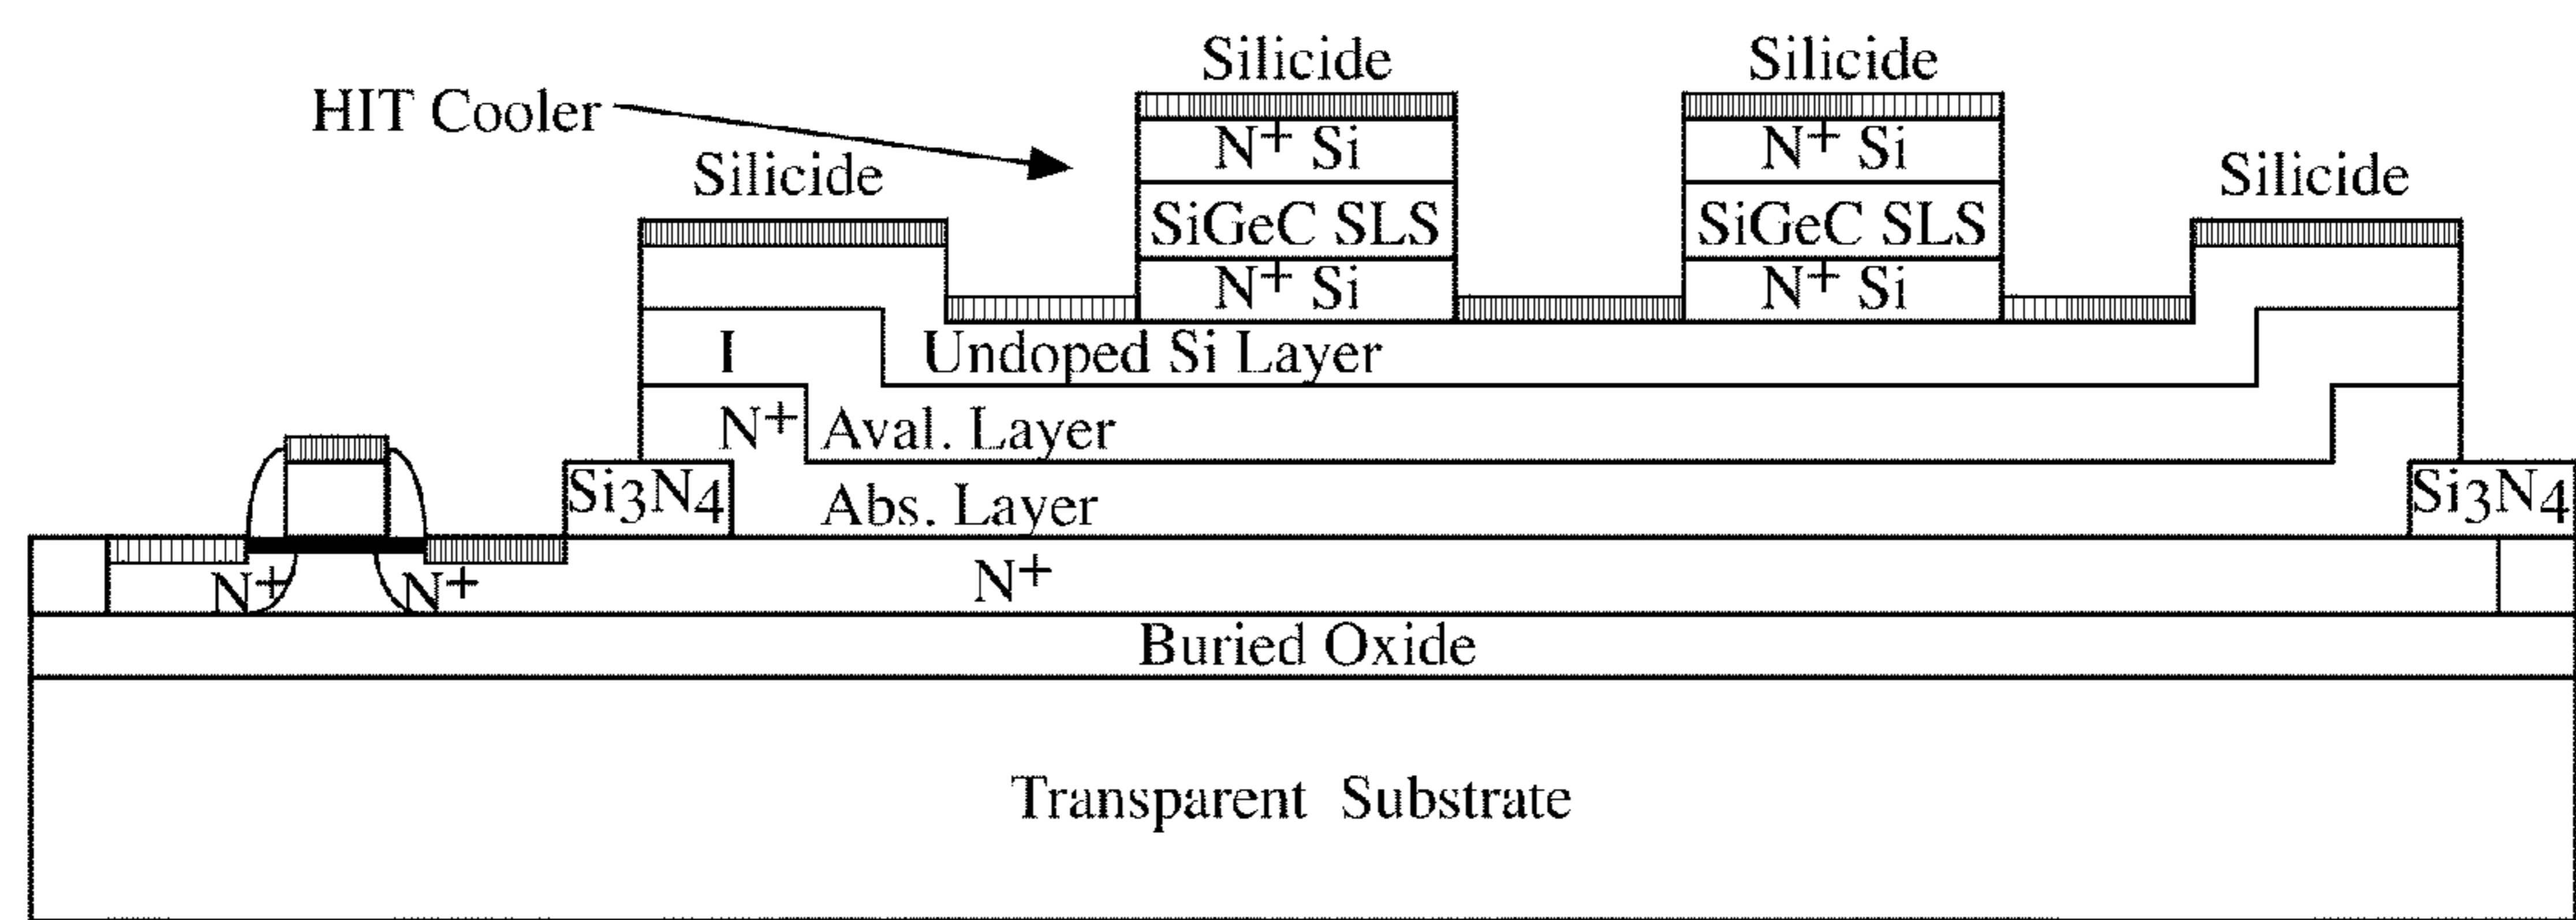 Silicide Silicide
HIT Cooler
N+ Si N+ Si
Silicide Silicide
SiGeC SLS SiGeC SLS
N+ Si N+ Si
I Undoped Si Layer
N+ Aval. Layer
Si3N4 Abs. Layer Si3N4
N+ N+ N+
Buried Oxide
Transparent Substrate